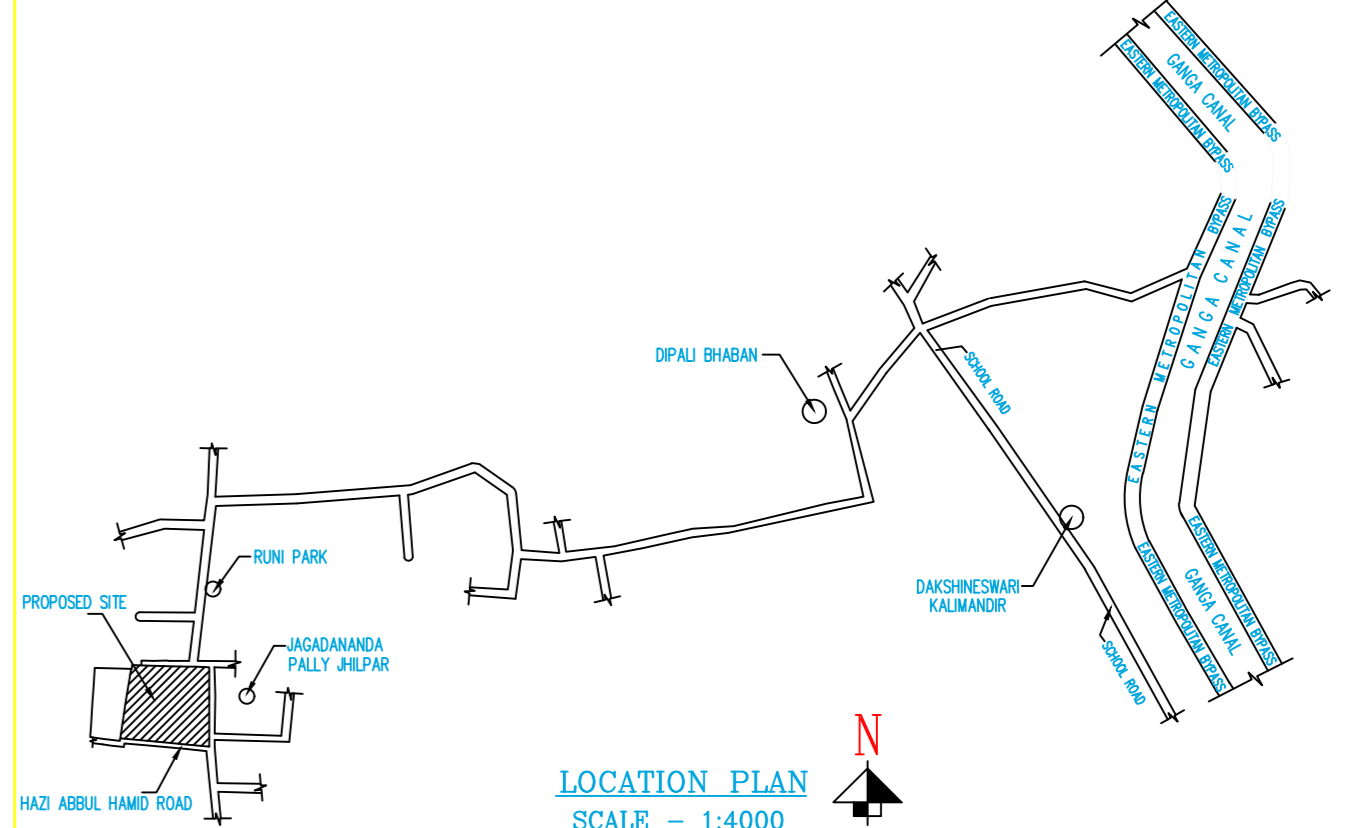 EASTERN METROPOLITAN BYPASS
GANGA CANAL
EASTERN METROPOLITAN BYPASS
EASTERN METROPOLITAN BYPASS
GANGA CANAL
EASTERN METROPOLITAN BYPASS
DIPALI BHABAN
SCHOOL ROAD
RUNI PARK
PROPOSED SITE
DAKSHINESWARI
KALIMANDIR
EASTERN METROPOLITAN BYPASS
GANGA CANAL
EASTERN METROPOLITAN BYPASS
JAGADANANDA
PALLY JHILPAR
SCHOOL ROAD
HAZI ABBUL HAMID ROAD
N
LOCATION PLAN
SCALE - 1:4000